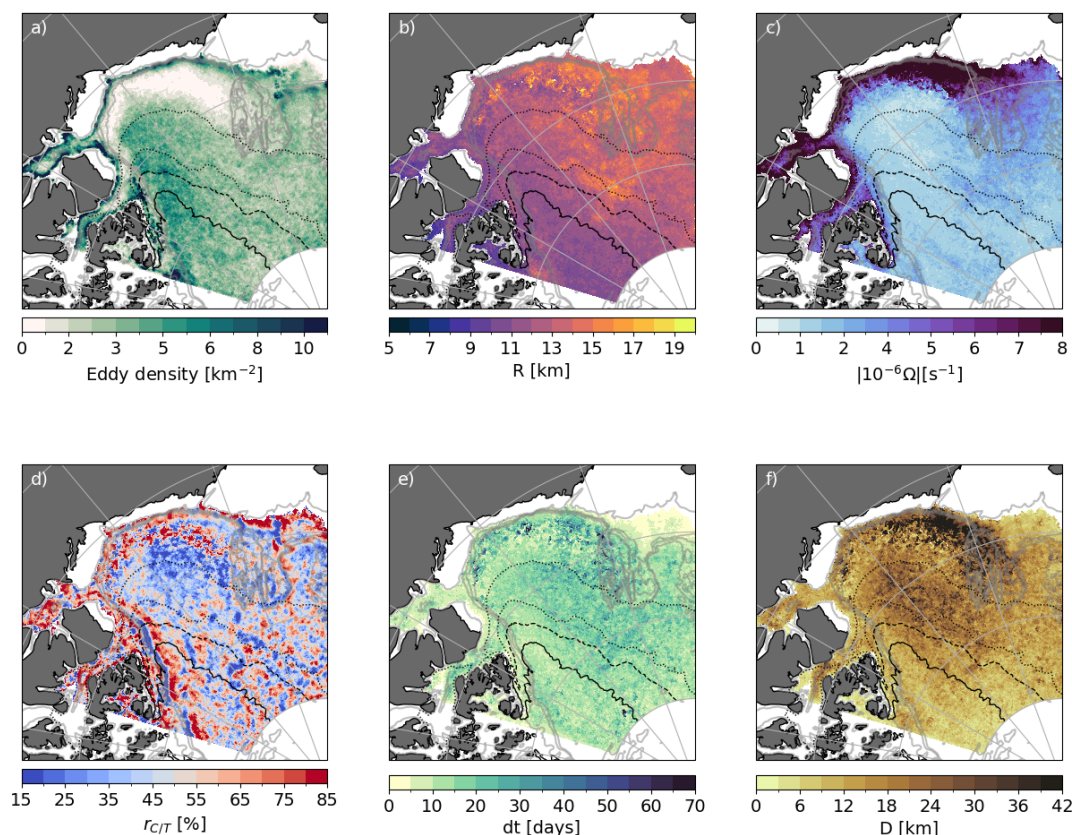 a) b) c)
0 2 3 5 6 8 10
5 7 9 11 13 15 17 19
0 1 2 4 5 6 7 8
Eddy density [km⁻²]
R [km]
|10⁻⁶Ω|[s⁻¹]
d) e) f)
15 25 35 45 55 65 75 85
0 10 20 30 40 50 60 70
0 6 12 18 24 30 36 42
r_{C/T} [%]
dt [days]
D [km]